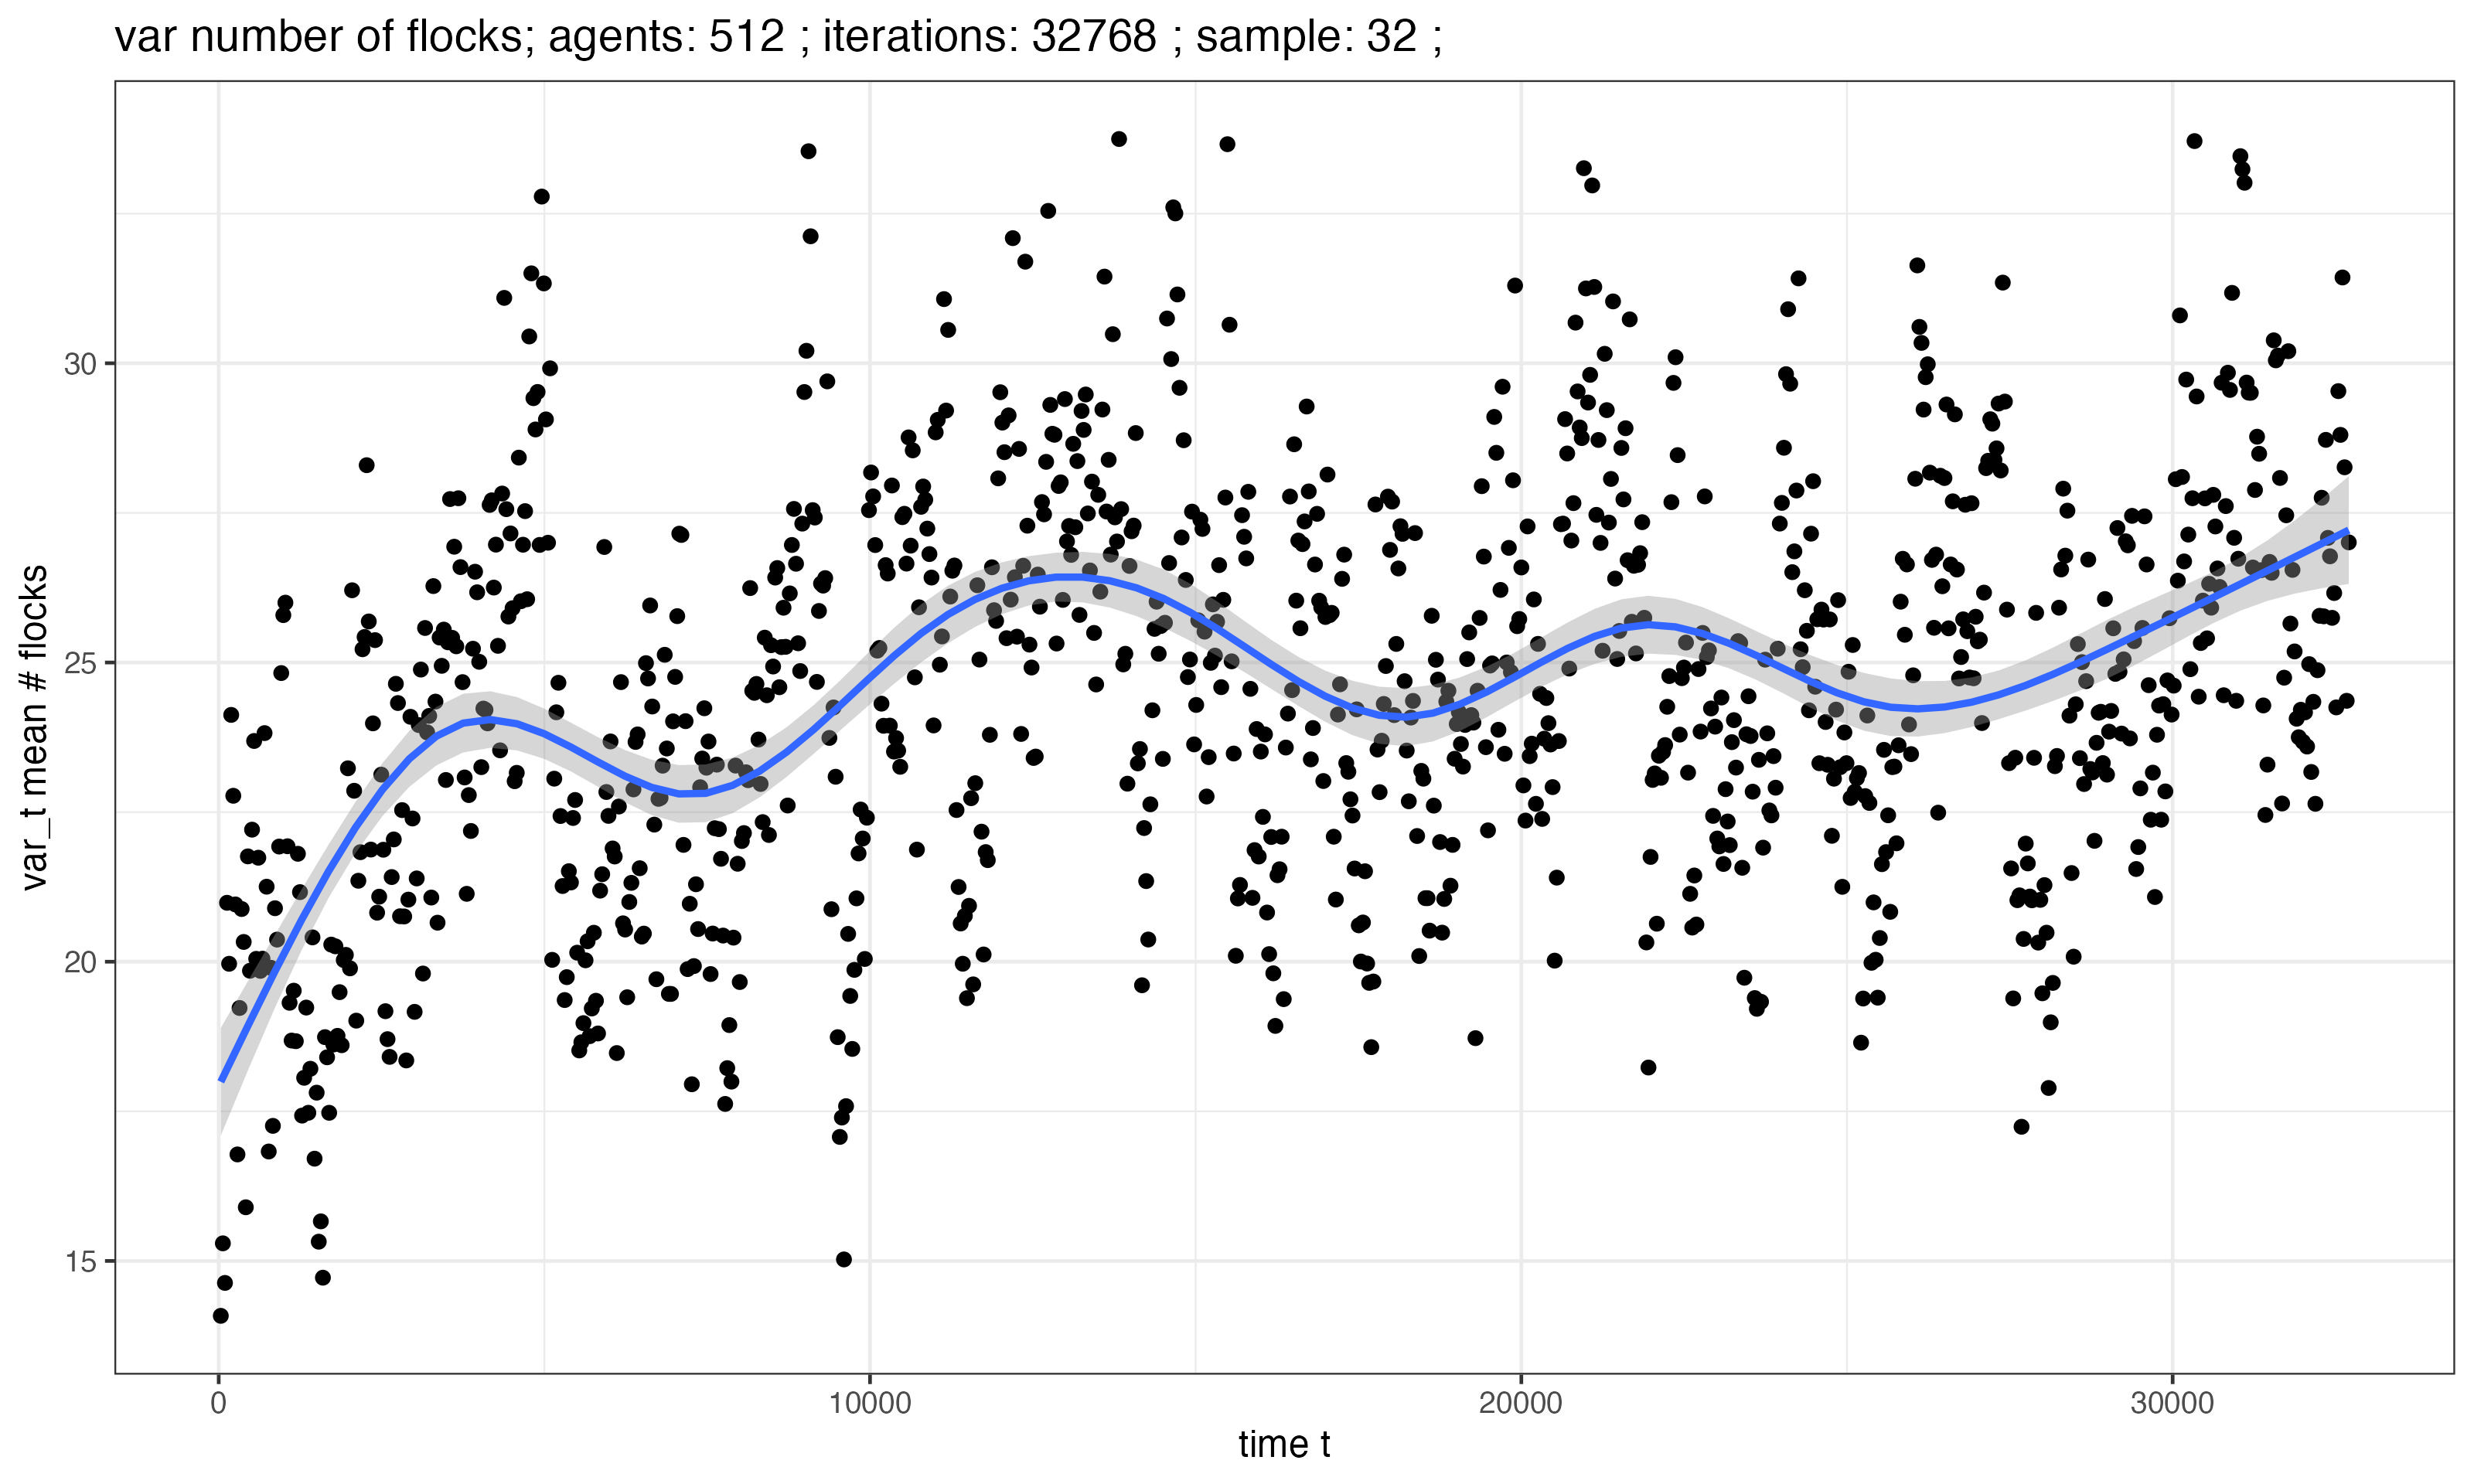 var number of flocks; agents: 512 ; iterations: 32768 ; sample: 32 ;
var_t mean # flocks
30
25
20
15
0 10000 20000 30000
time t